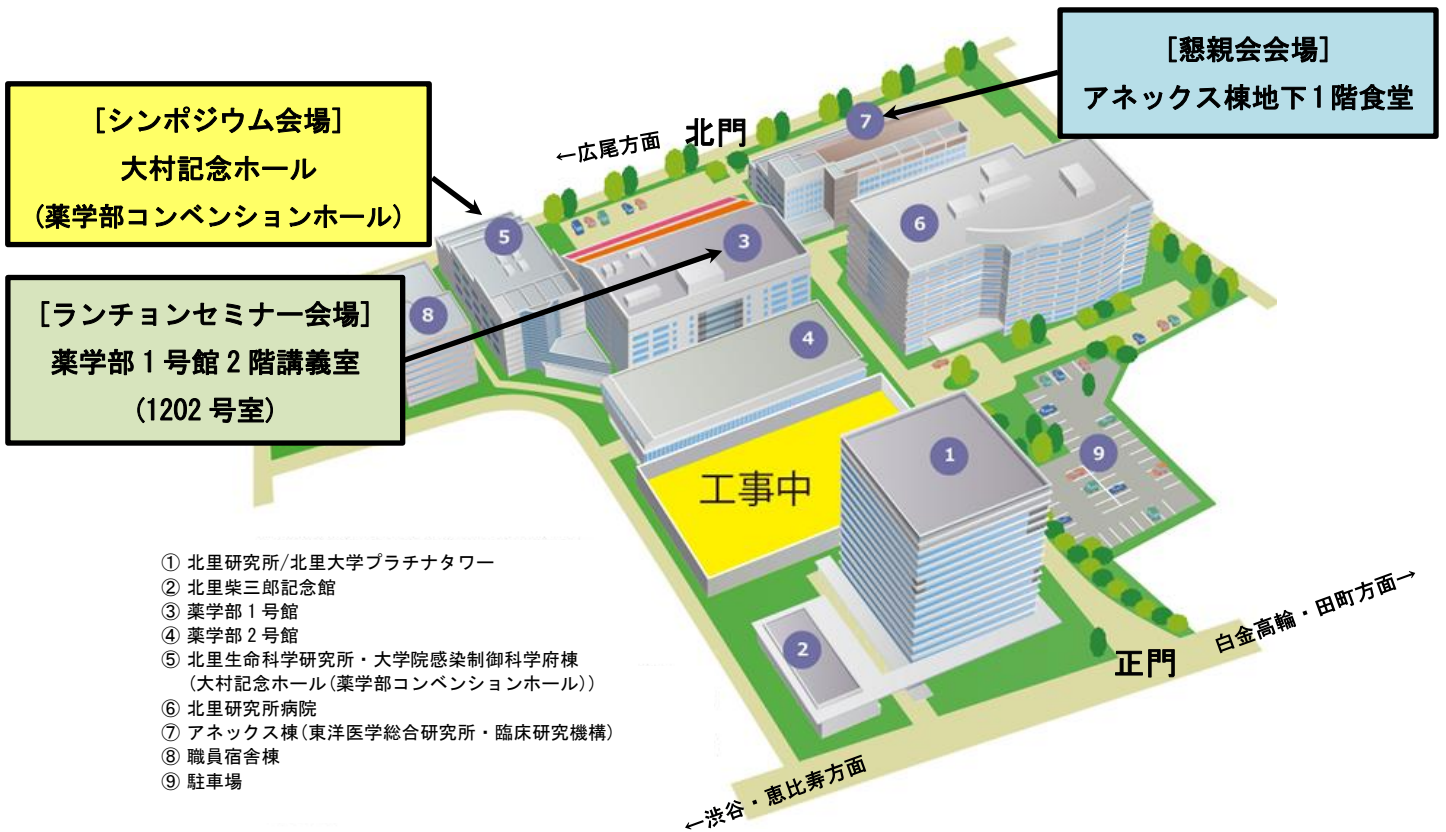 [シンポジウム会場]
大村記念ホール
(薬学部コンベンションホール)
[懇親会会場]
アネックス棟地下1階食堂
[ランチョンセミナー会場]
薬学部1号館2階講義室
(1202号室)
←広尾方面
北門
7
6
5
3
8
4
1
9
工事中
2
正門
白金高輪・田町方面→
←渋谷・恵比寿方面
① 北里研究所/北里大学プラチナタワー
② 北里柴三郎記念館
③ 薬学部1号館
④ 薬学部2号館
⑤ 北里生命科学研究所・大学院感染制御科学府棟
(大村記念ホール(薬学部コンベンションホール))
⑥ 北里研究所病院
⑦ アネックス棟(東洋医学総合研究所・臨床研究機構)
⑧ 職員宿舎棟
⑨ 駐車場